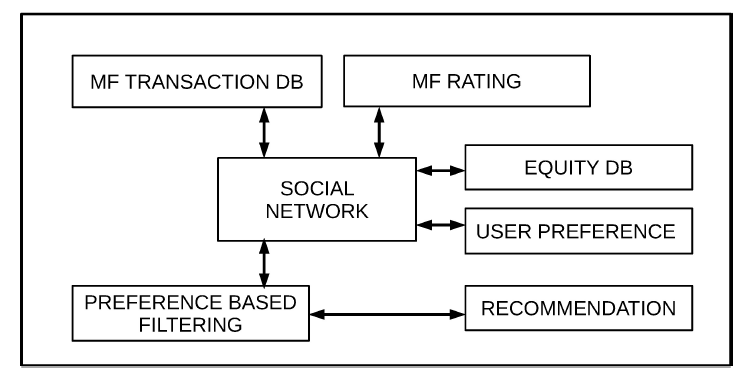 MF TRANSACTION DB
MF RATING
SOCIAL
NETWORK
EQUITY DB
USER PREFERENCE
PREFERENCE BASED
FILTERING
RECOMMENDATION